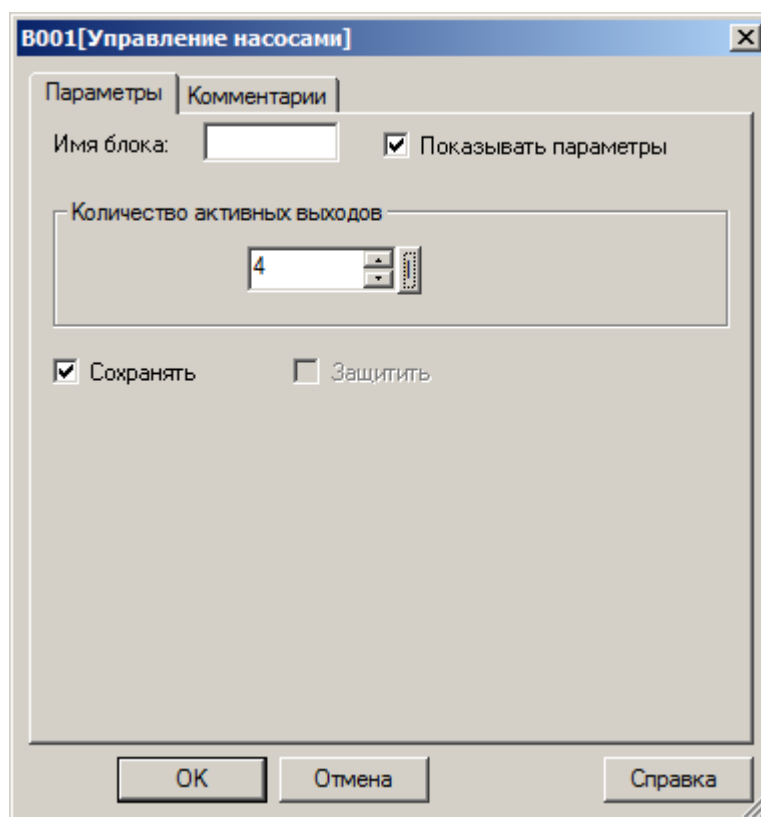 B001[Управление насосами]
Параметры Комментарии
Имя блока: Показывать параметры
Количество активных выходов
4
Сохранять Защитить
OK Отмена Справка